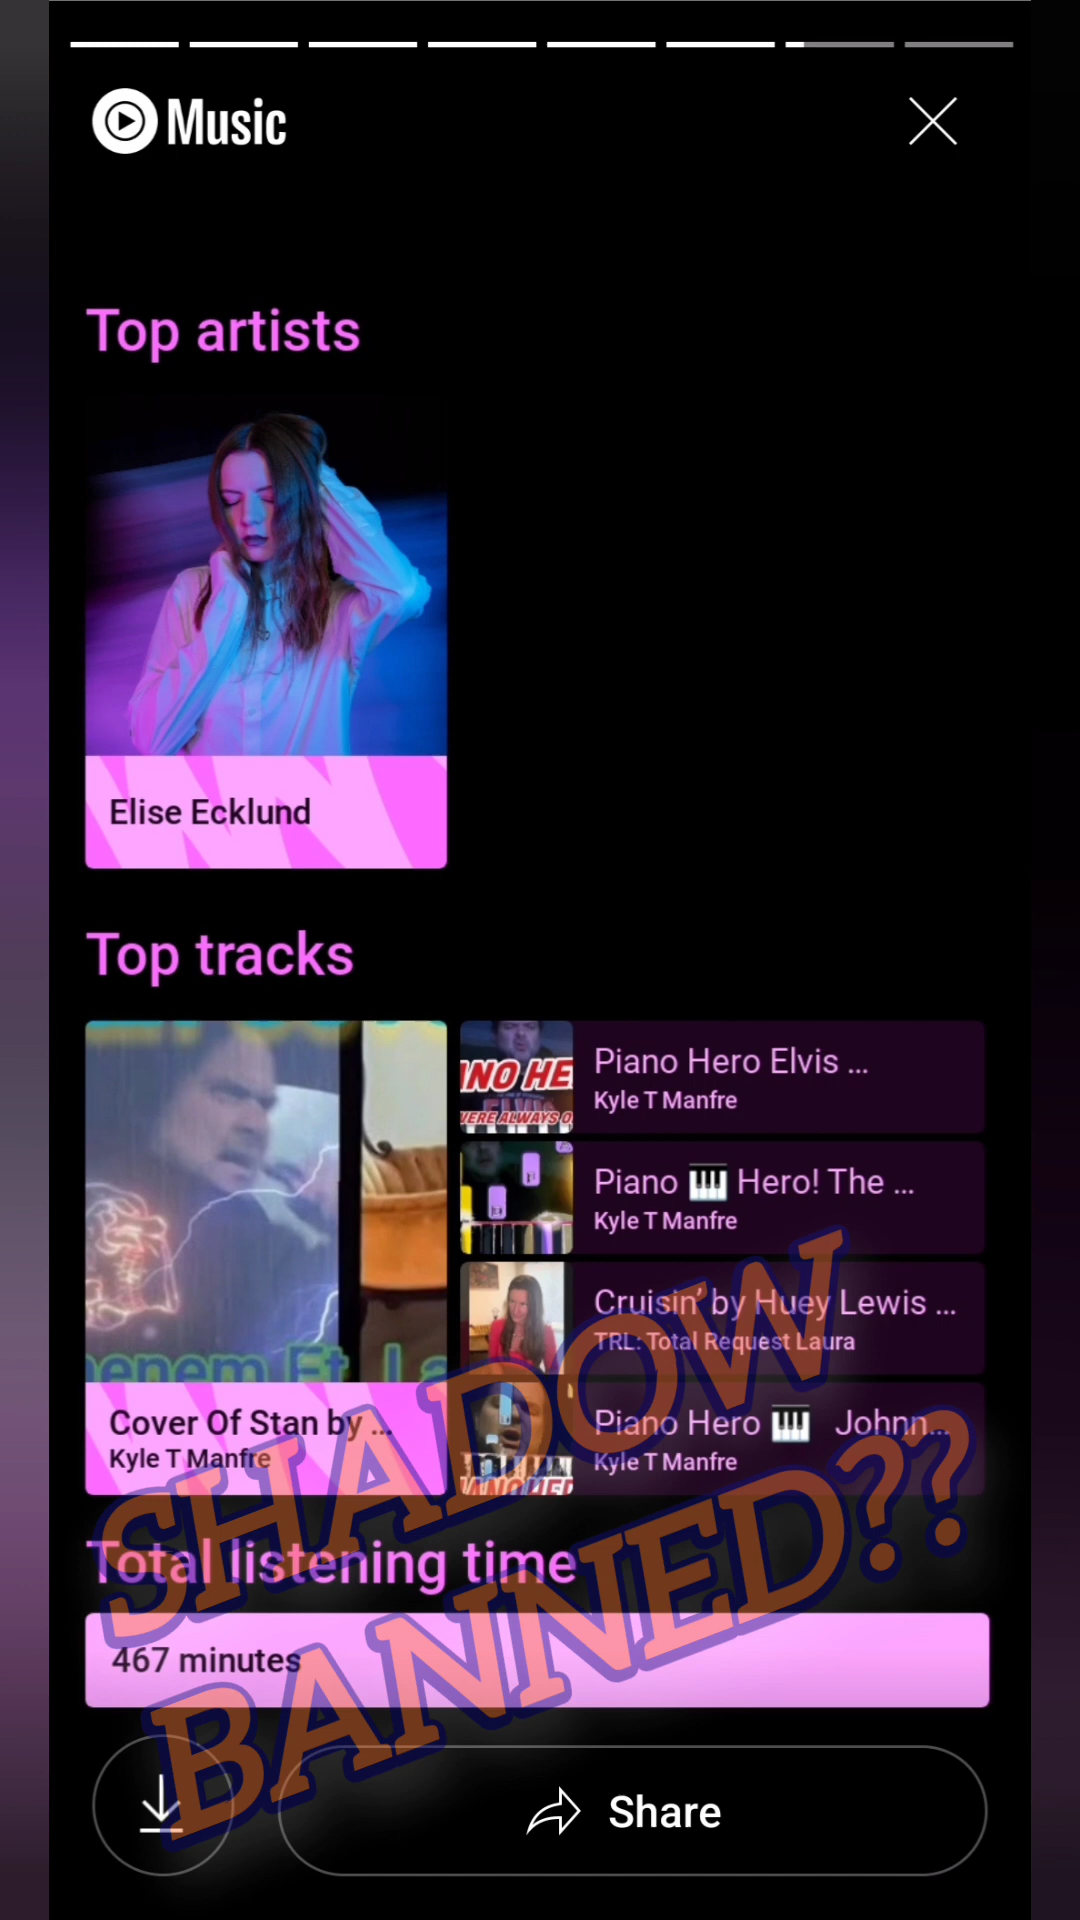 Music
Top artists
Elise Ecklund
Top tracks
Cover Of Stan by ...
Kyle T Manfre
Piano Hero Elvis ...
Kyle T Manfre
Piano 🎹 Hero! The ...
Kyle T Manfre
Cruisin' by Huey Lewis ...
TRL: Total Request Laura
Piano Hero 🎹 Johnn...
Kyle T Manfre
SHADOW
BANNED??
Total listening time
467 minutes
Share